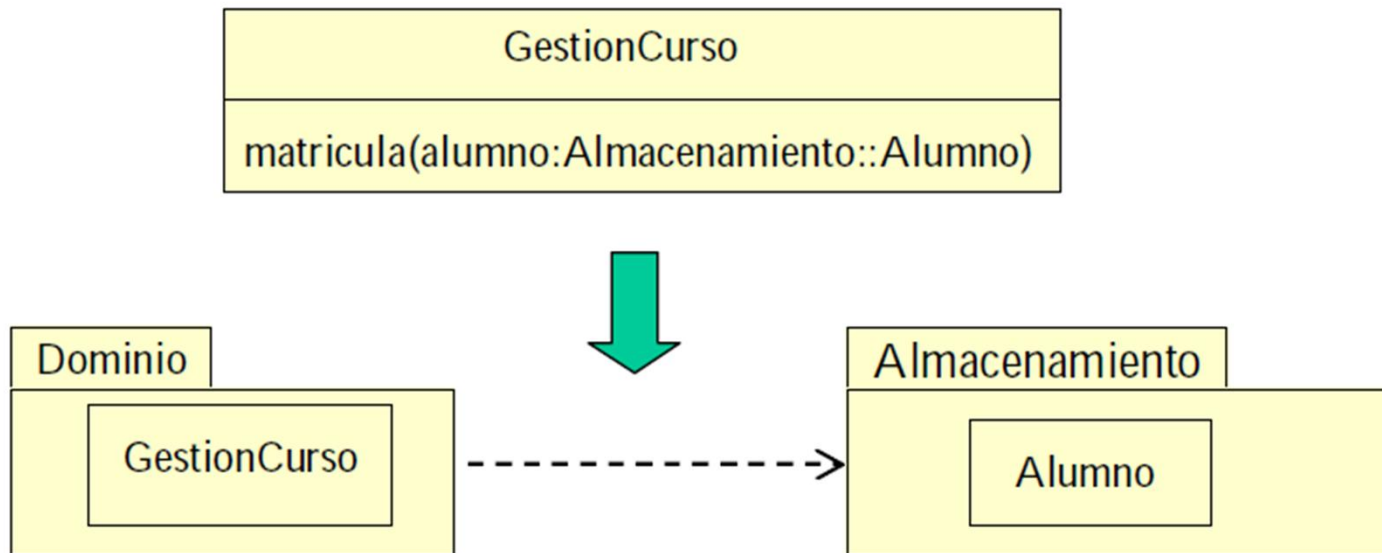 GestionCurso
matricula(alumno:Almacenamiento::Alumno)
Dominio
Almacenamiento
GestionCurso
Alumno